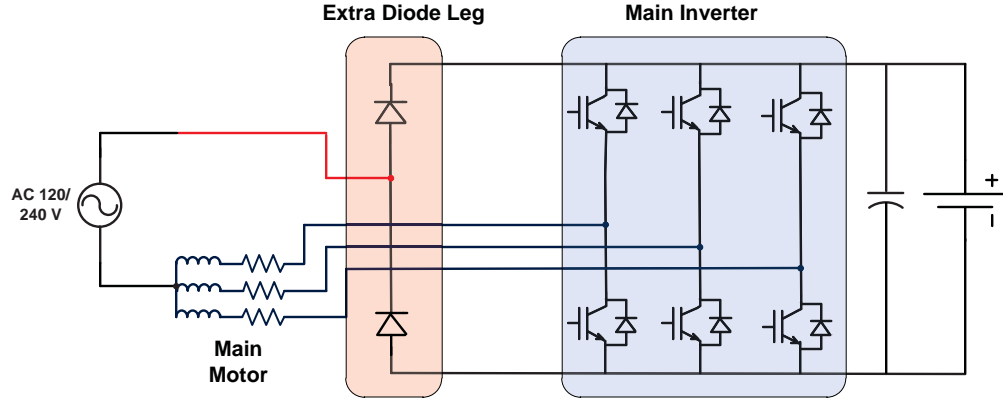 Extra Diode Leg
Main Inverter
AC 120/
240 V
+
-
Main
Motor